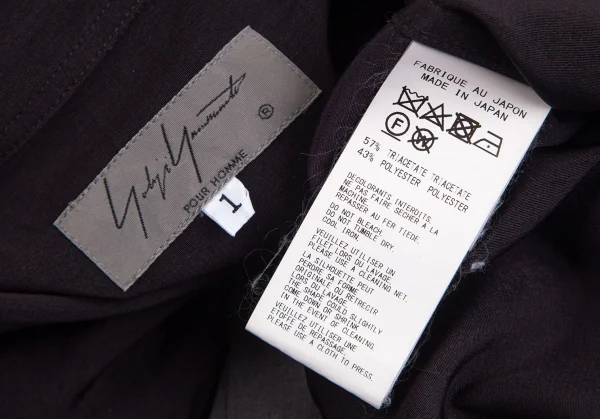 Yohji Yamamoto
®
POUR HOMME
1
FABRIQUE AU JAPON
MADE IN JAPAN
F
57% TRIACETATE TRIACETATE
43% POLYESTER POLYESTER
DECOLORANTS INTERDITS.
NE PAS FAIRE SECHER A LA
MACHINE.
REPASSER AU FER TIEDE.
DO NOT BLEACH.
DO NOT TUMBLE DRY.
COOL IRON.
VEUILLEZ UTILISER UN
FILET LORS DU LAVAGE.
PLEASE USE A CLEANING NET.
LA SILHOUETTE PEUT
PERDRE SA FORME
ORIGINALE OU RETRECIR
LORS DU LAVAGE.
THE SHAPE COULD SLIGHTLY
COME DOWN OR SHRINK
IN THE EVENT OF CLEANING.
VEUILLEZ UTILISER UNE
ETOFFE DE REPASSAGE.
PLEASE USE A CLOTH TO PRESS.